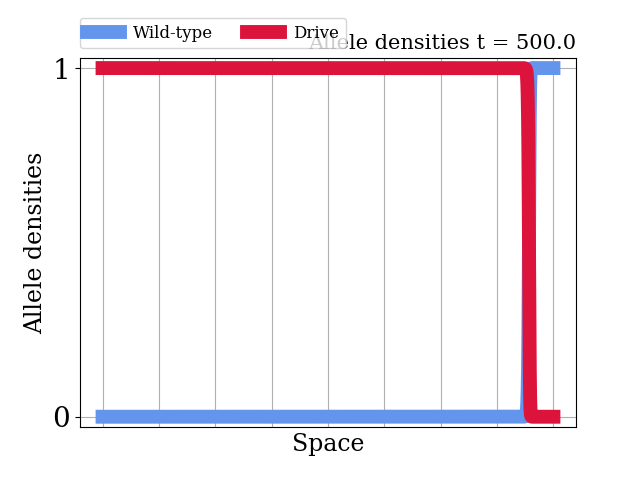 Wild-type Drive
Allele densities t = 500.0
1
Allele densities
0
Space